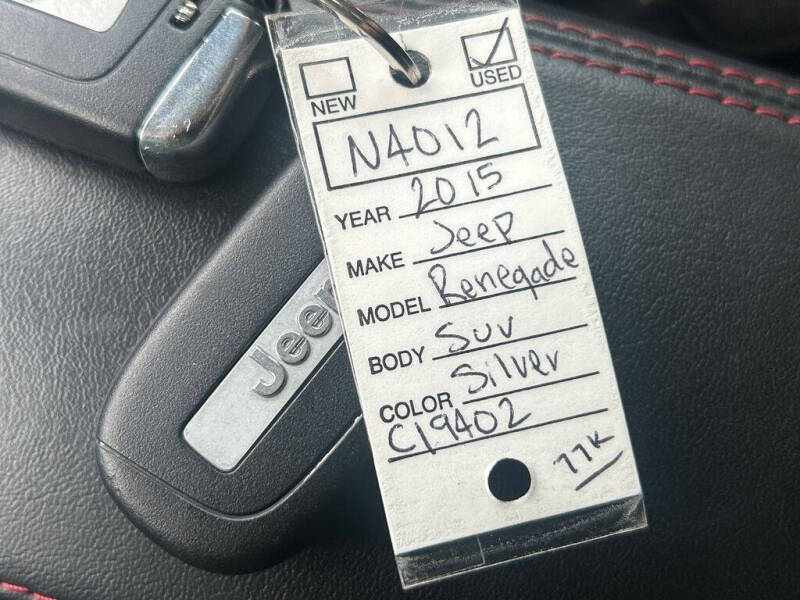 NEW
USED
N4012
YEAR 2015
MAKE Jeep
MODEL Renegade
BODY SUV
COLOR Silver
C19402
77K
Jeep